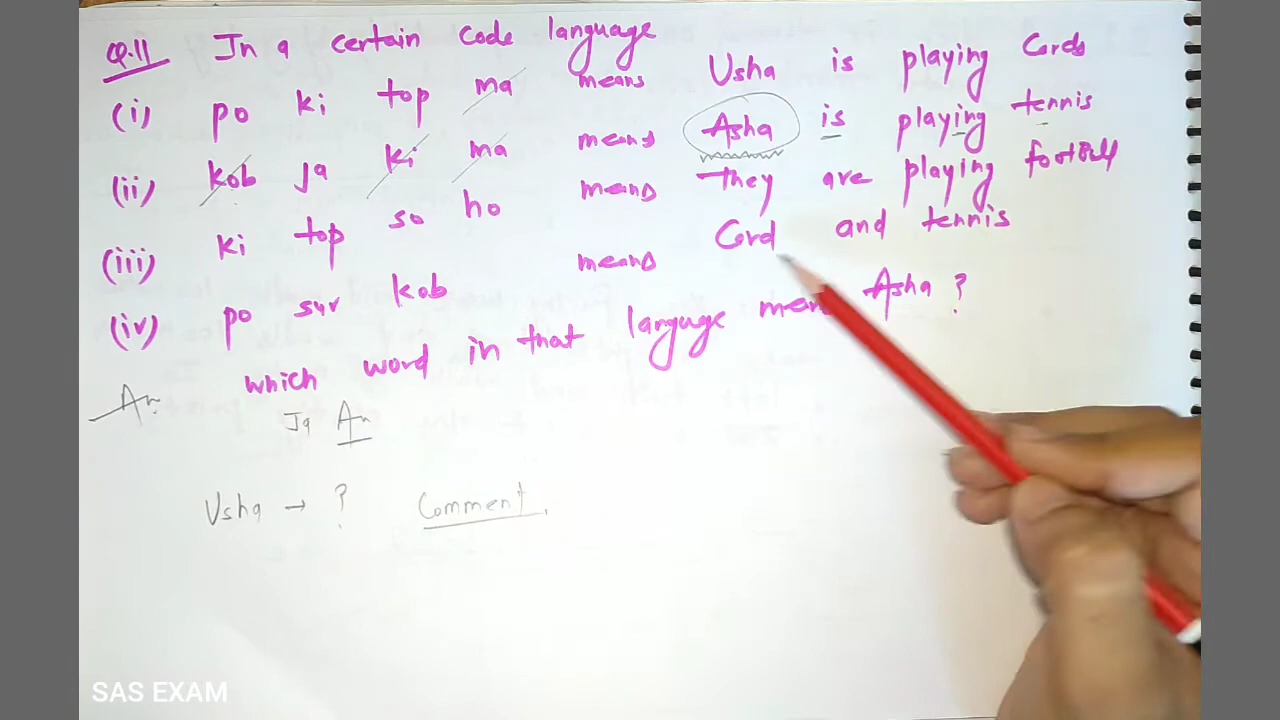 Q.11 In a certain code language
(i) po ki top ma means Usha is playing Cards
(ii) kob ja ki ma means Asha is playing tennis
(iii) ki top so ho means They are playing football
(iv) po sur kob means Card and tennis
which word in that languge means Asha ?
An Ja An
Usha → ? Comment.
SAS EXAM